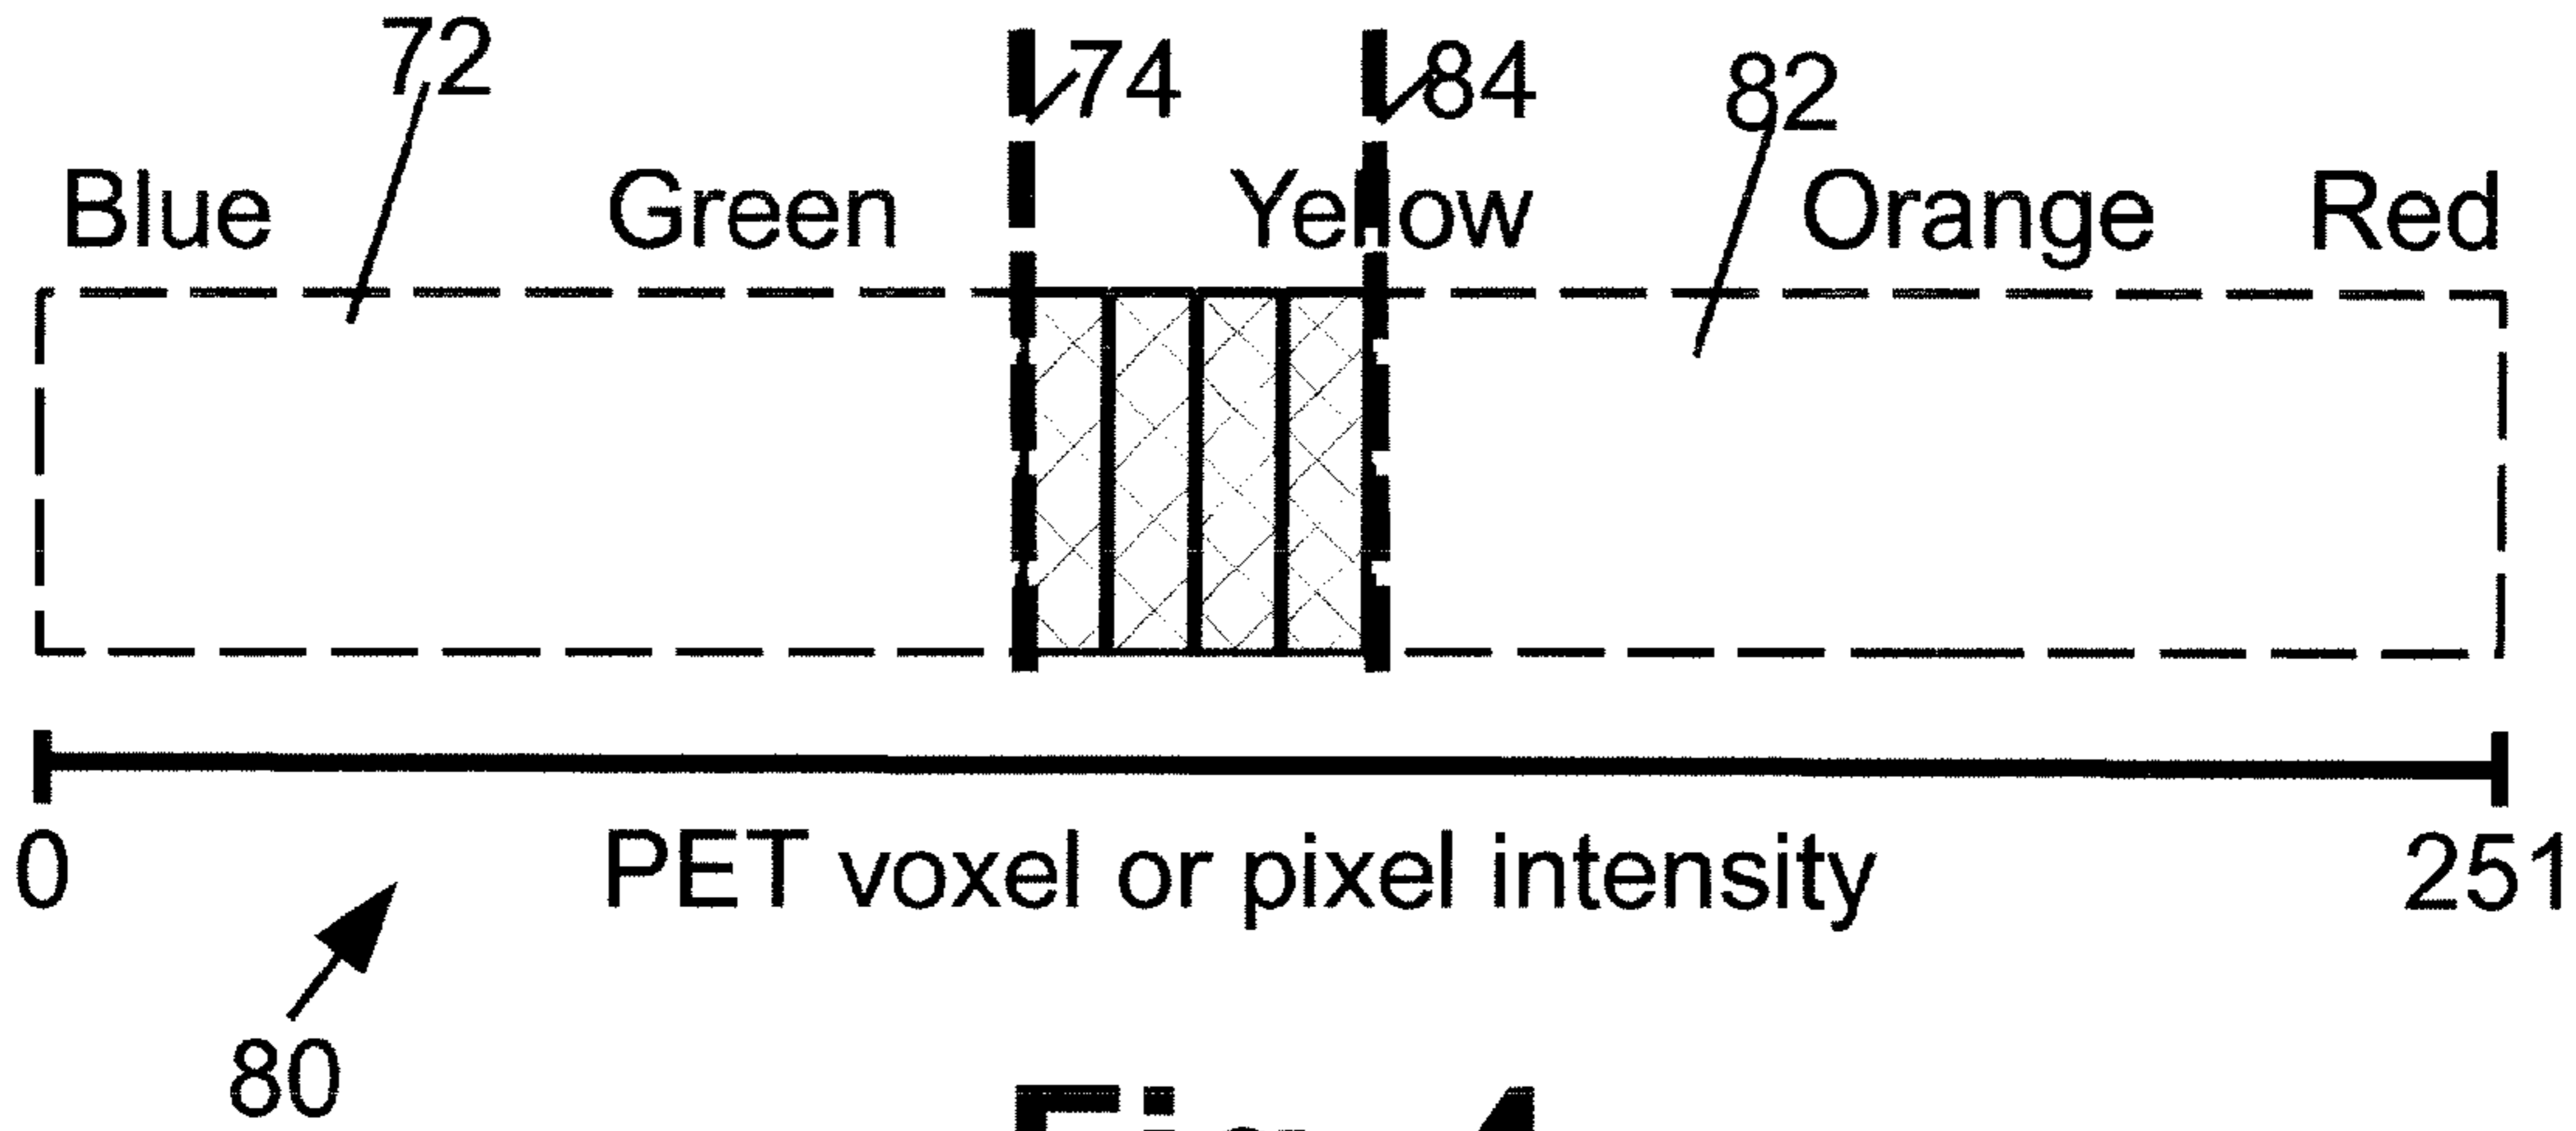 72 74 84 82
Blue Green Yellow Orange Red
0 PET voxel or pixel intensity 251
80